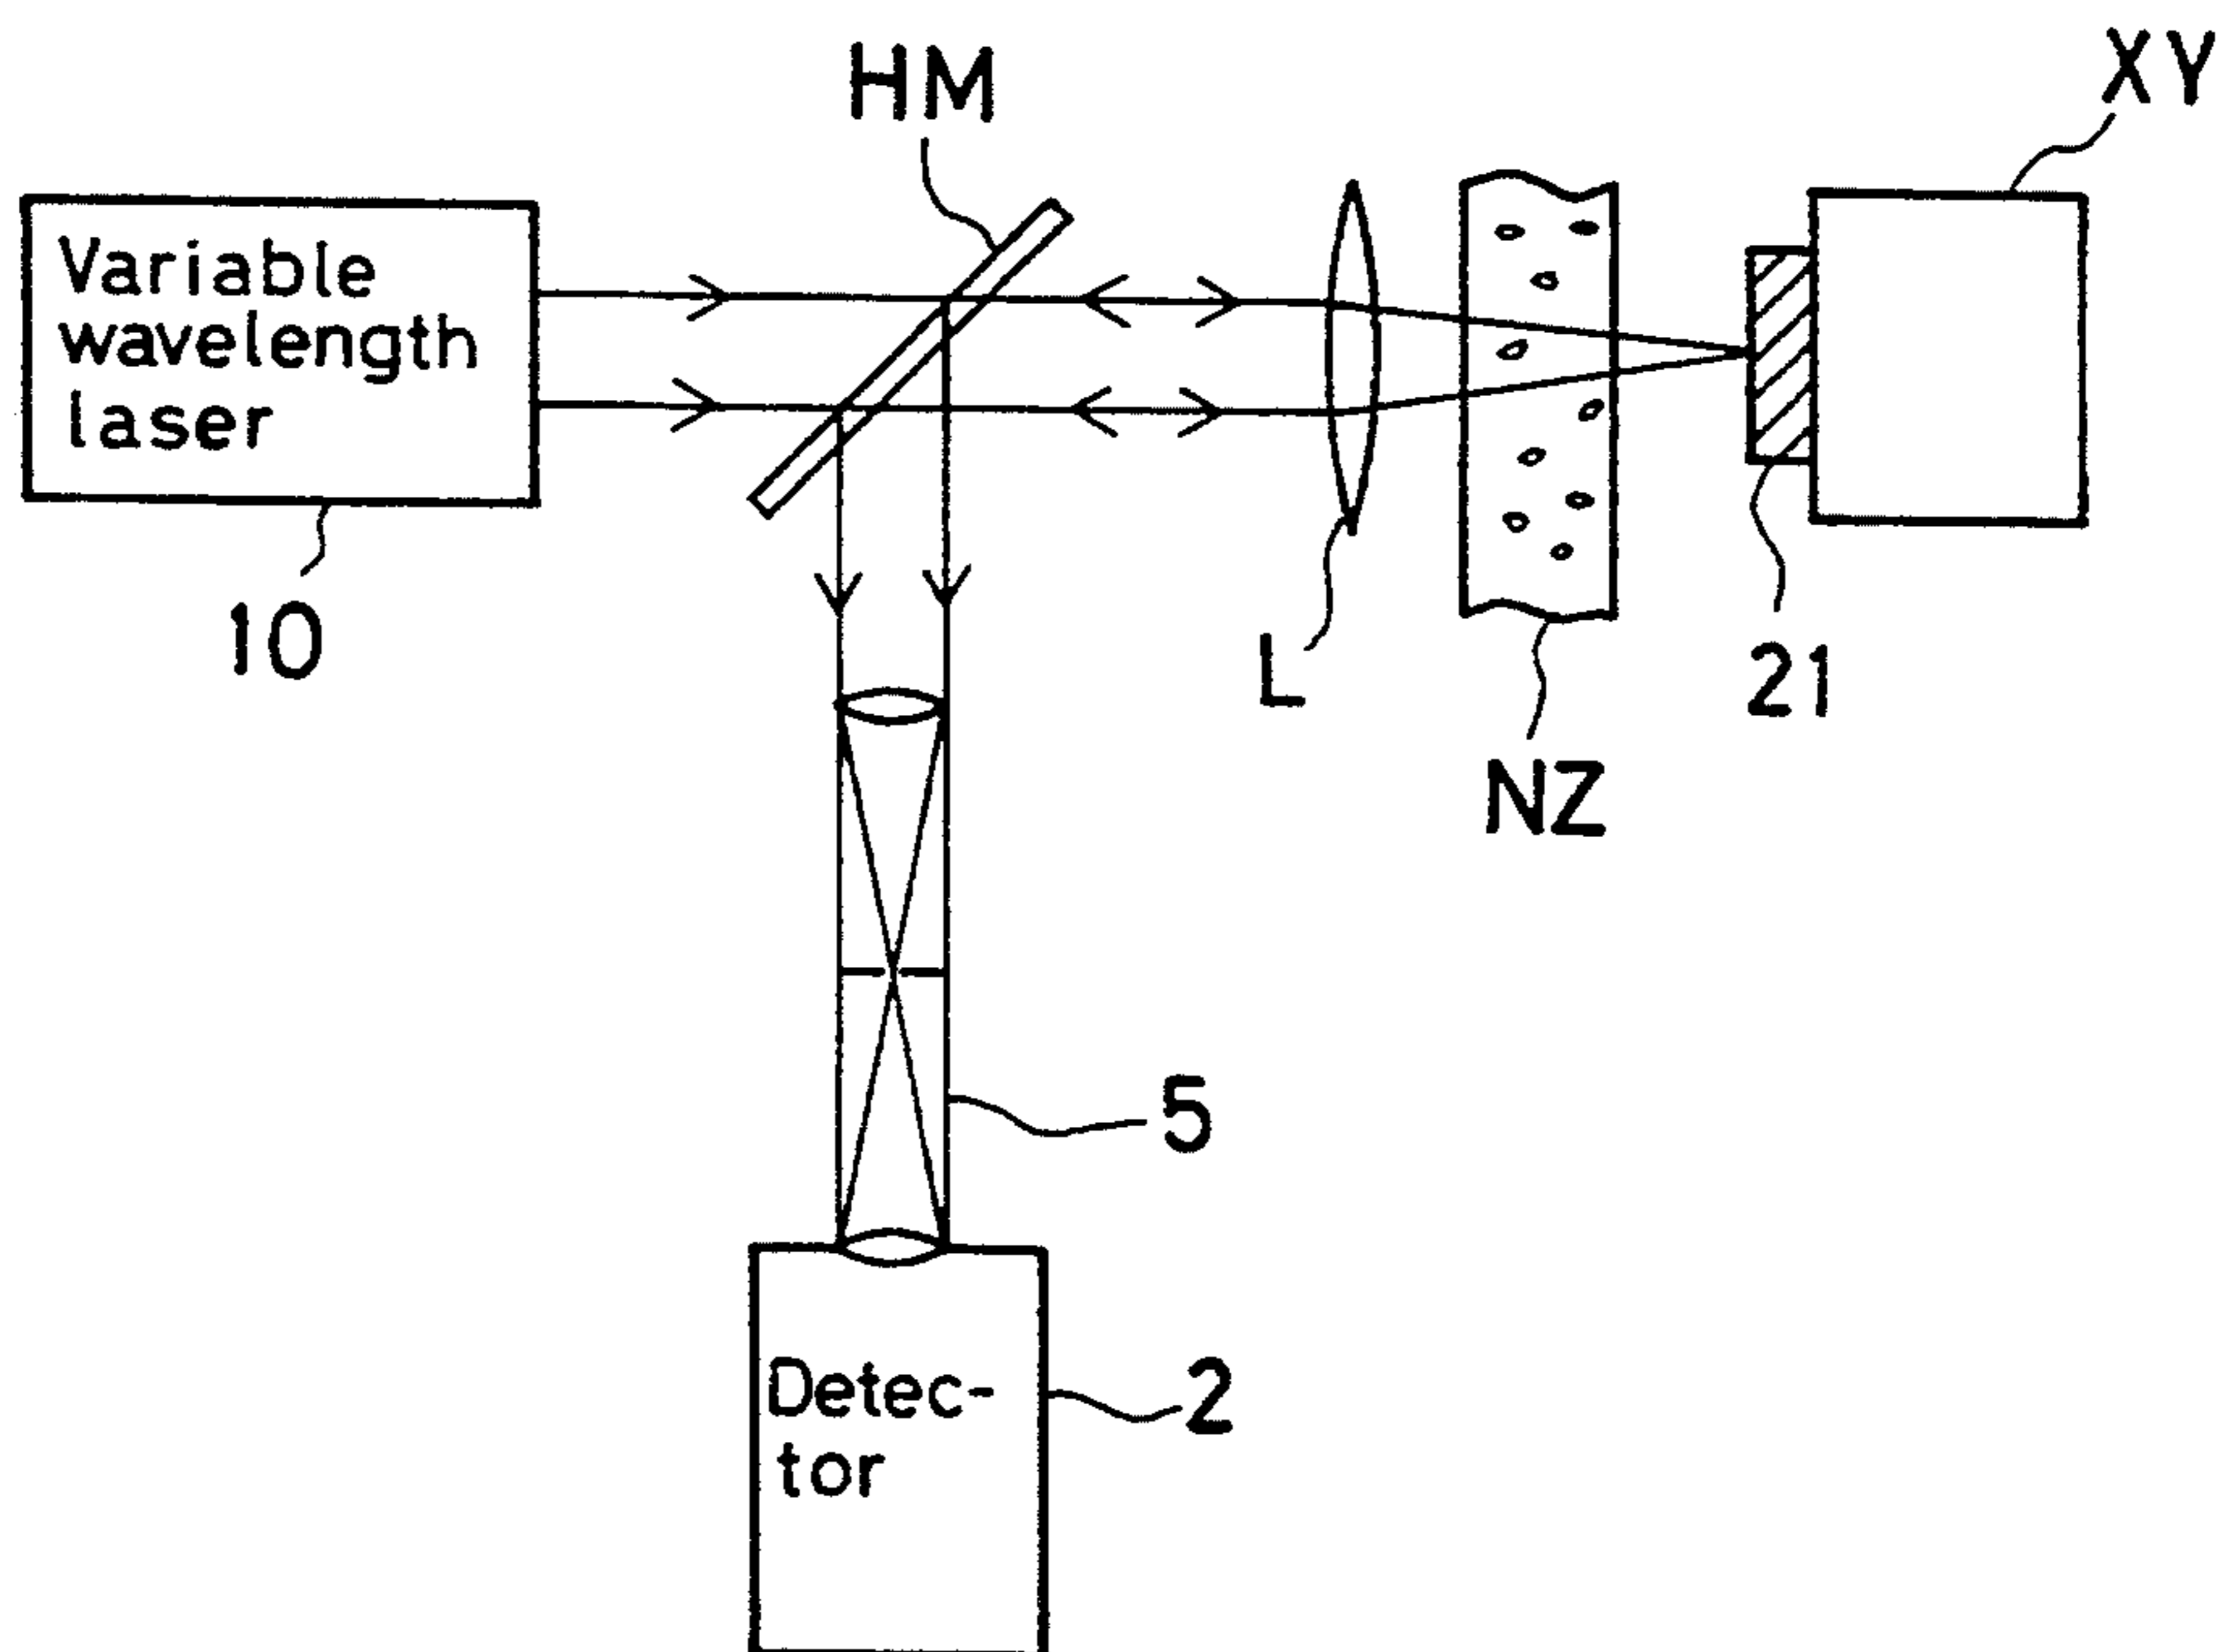 HM
XY
Variable
wavelength
laser
10
L
21
NZ
5
Detec-
tor
2